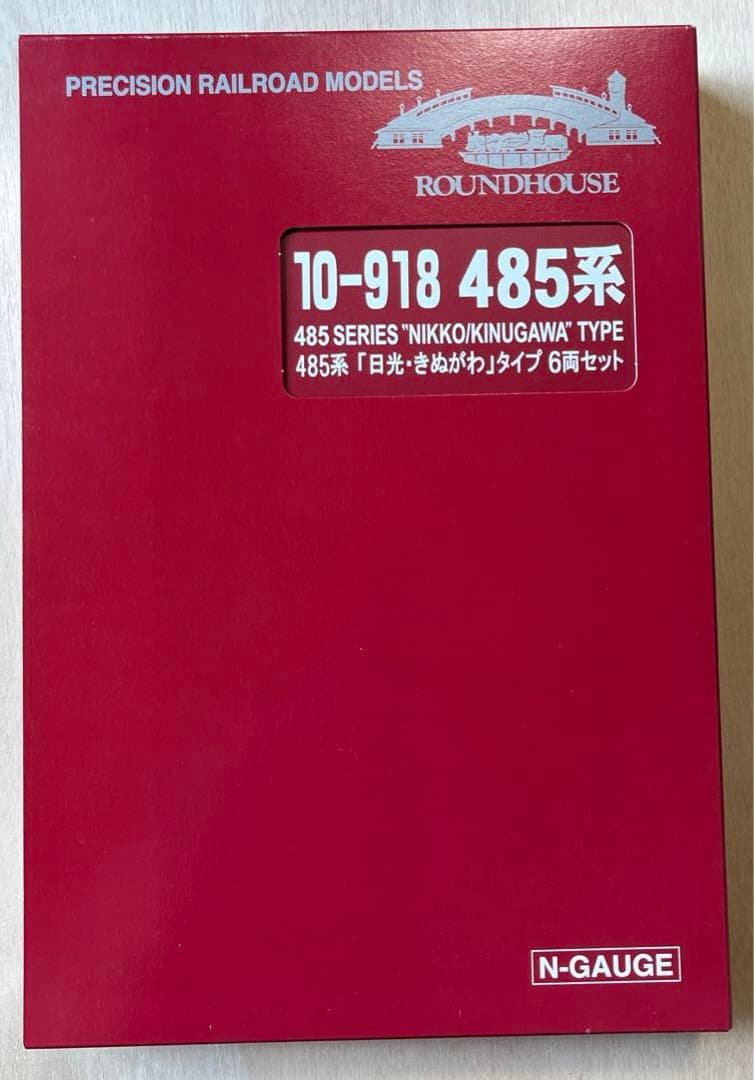 PRECISION RAILROAD MODELS
ROUNDHOUSE
10-918 485系
485 SERIES "NIKKO/KINUGAWA" TYPE
485系 「日光・きぬがわ」タイプ 6両セット
N-GAUGE